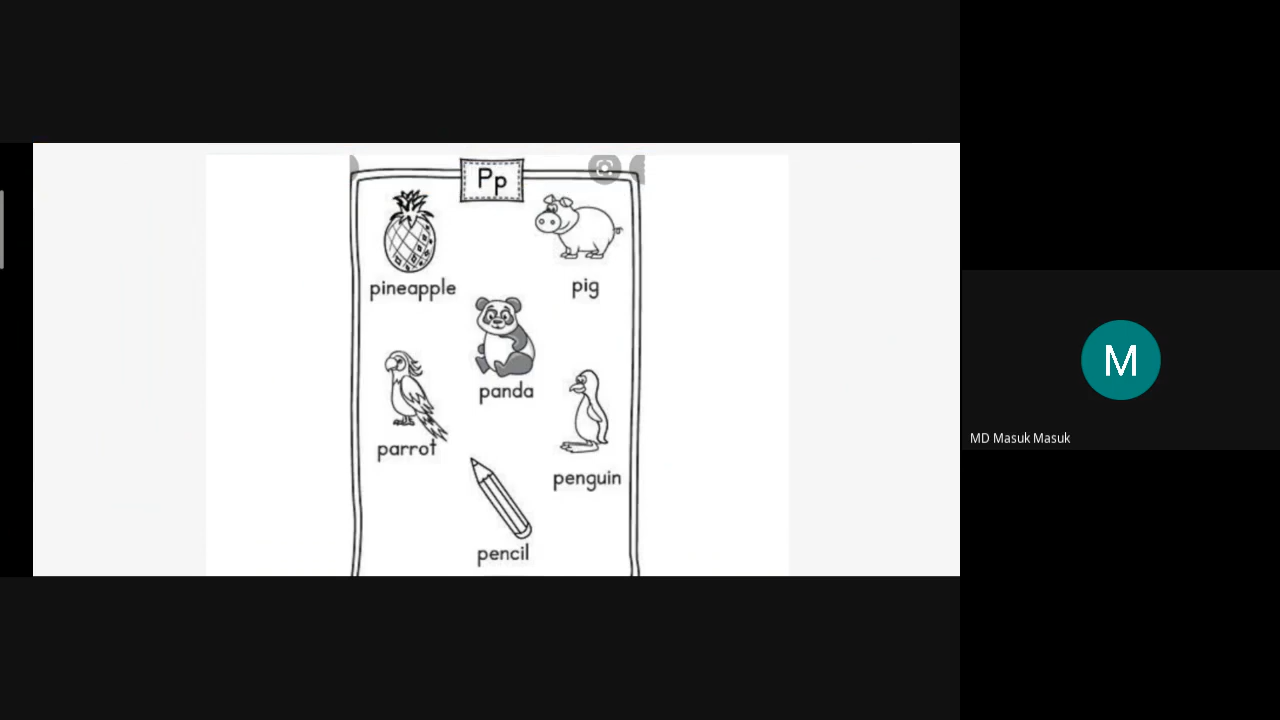 Pp
pineapple
pig
panda
parrot
penguin
pencil
M
MD Masuk Masuk